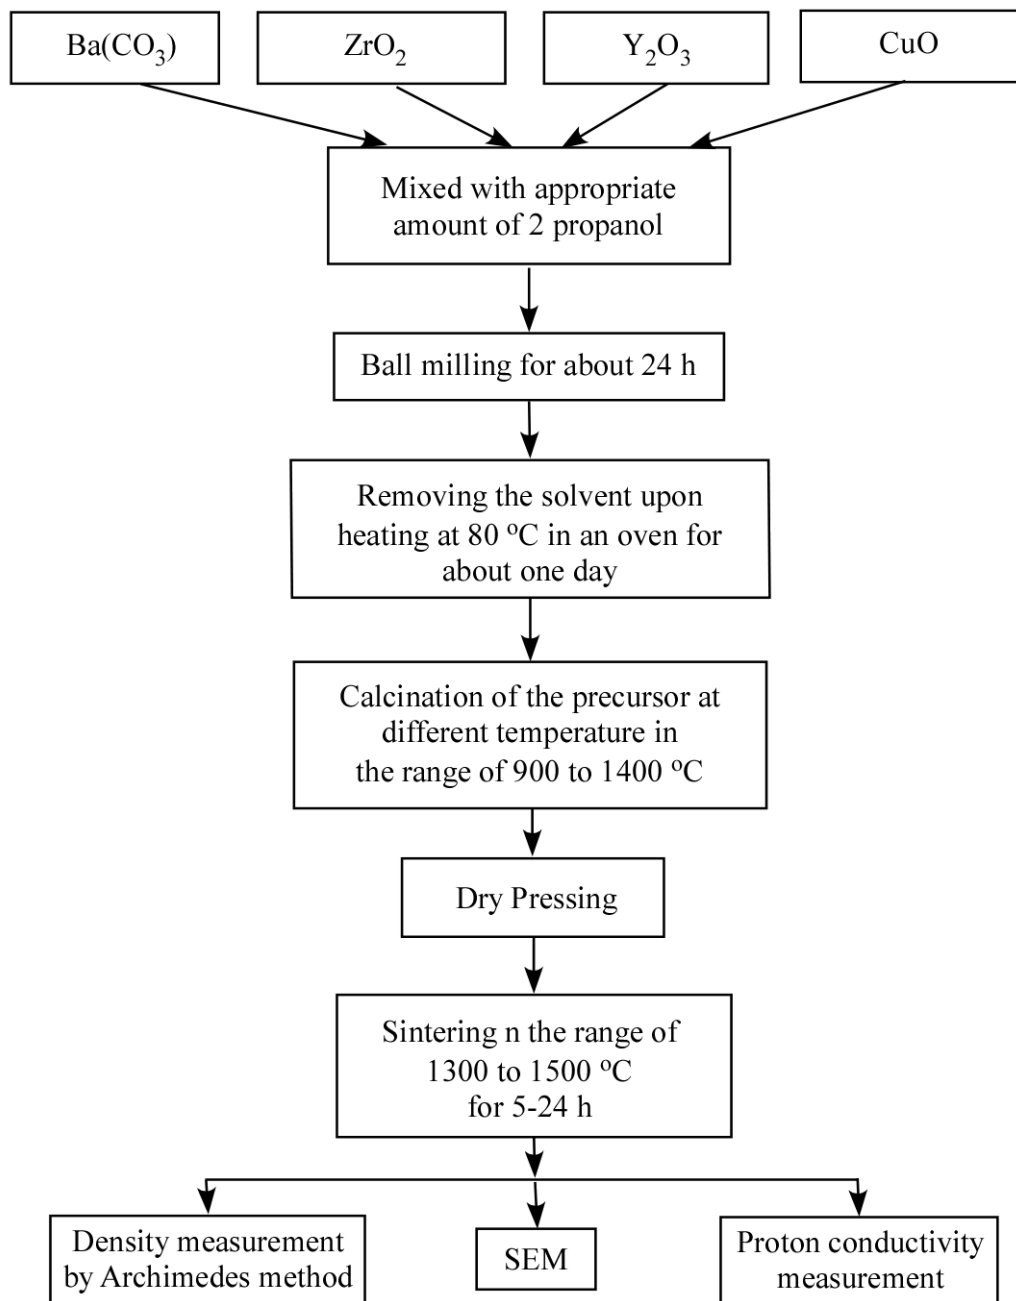 Ba(CO₃)
ZrO₂
Y₂O₃
CuO
Mixed with appropriate
amount of 2 propanol
Ball milling for about 24 h
Removing the solvent upon
heating at 80 ºC in an oven for
about one day
Calcination of the precursor at
different temperature in
the range of 900 to 1400 ºC
Dry Pressing
Sintering n the range of
1300 to 1500 ºC
for 5-24 h
Density measurement
by Archimedes method
SEM
Proton conductivity
measurement